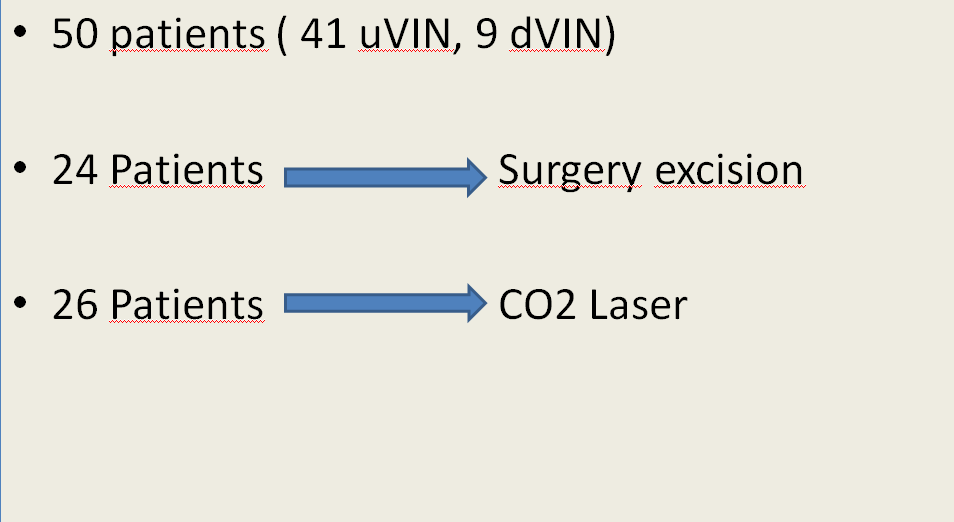 • 50 patients ( 41 uVIN, 9 dVIN)
• 24 Patients Surgery excision
• 26 Patients CO2 Laser